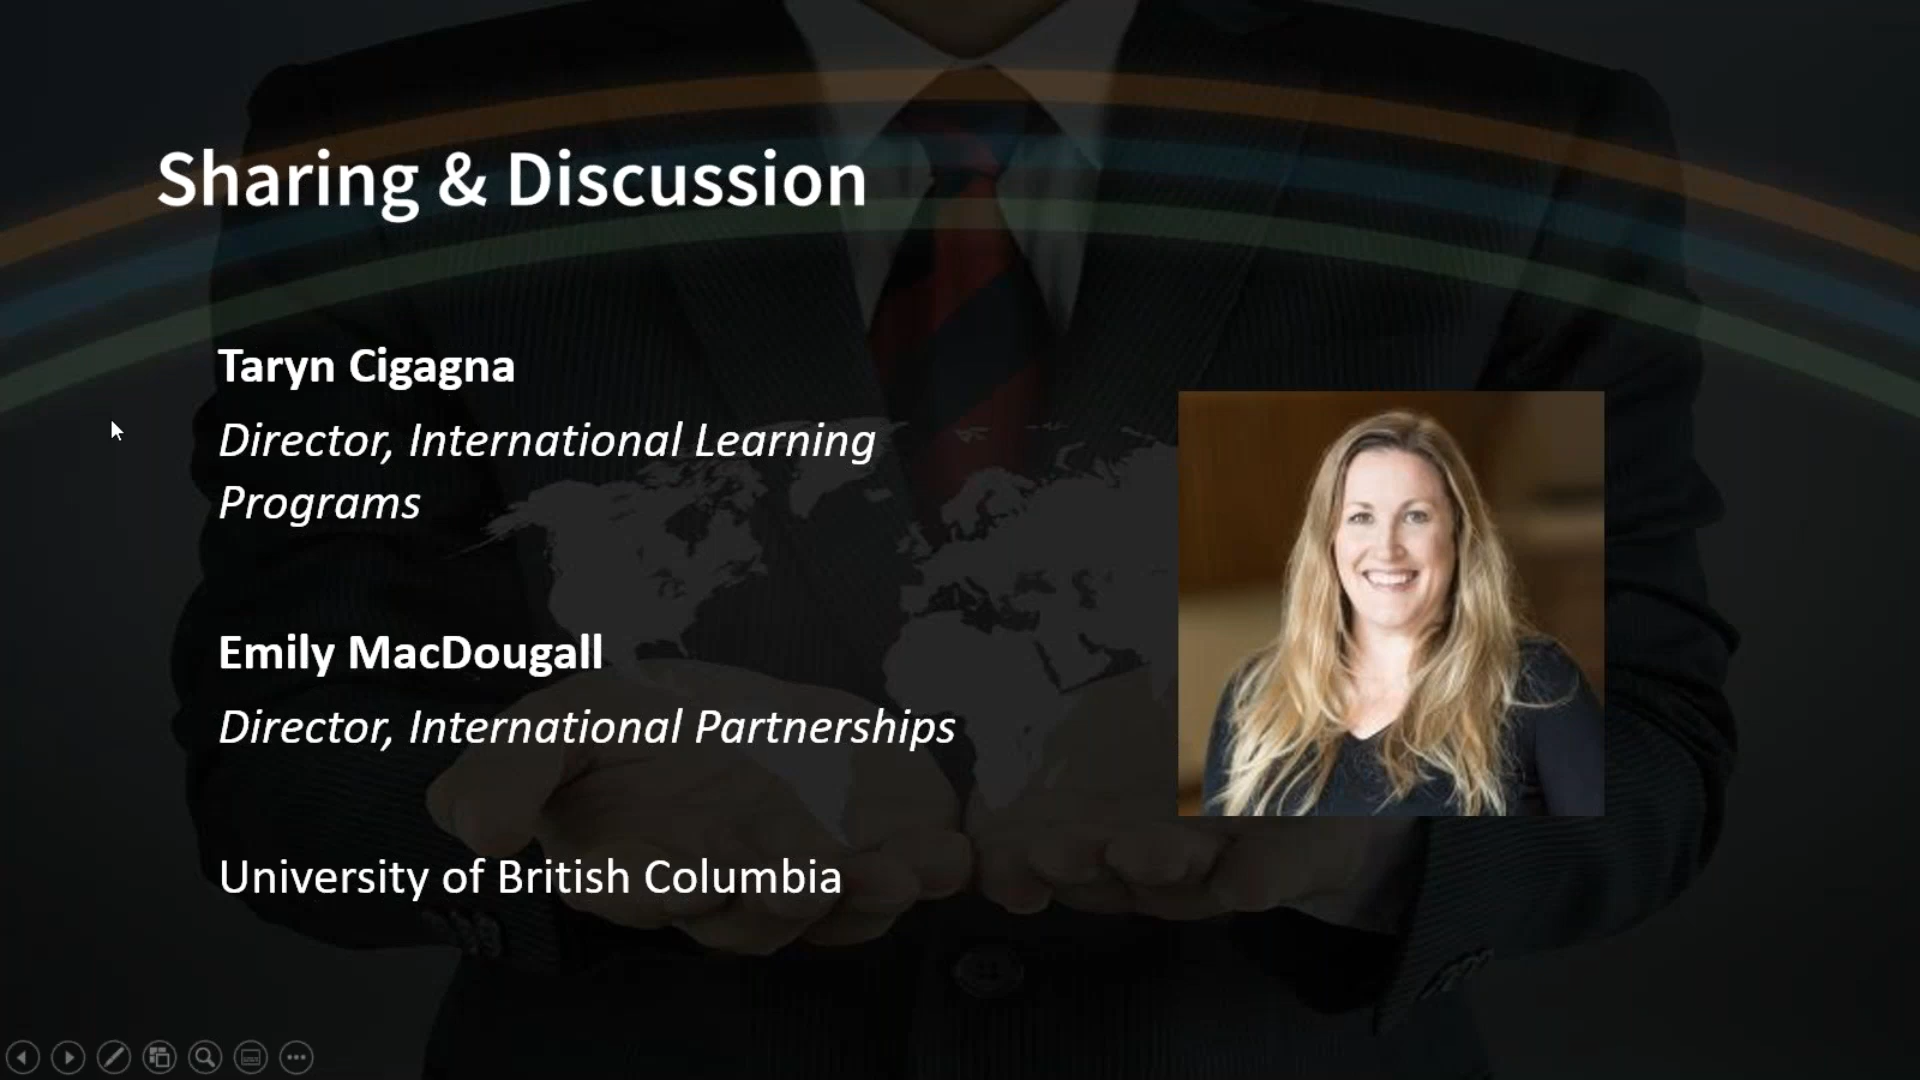 Sharing & Discussion
Taryn Cigagna
Director, International Learning
Programs
Emily MacDougall
Director, International Partnerships
University of British Columbia